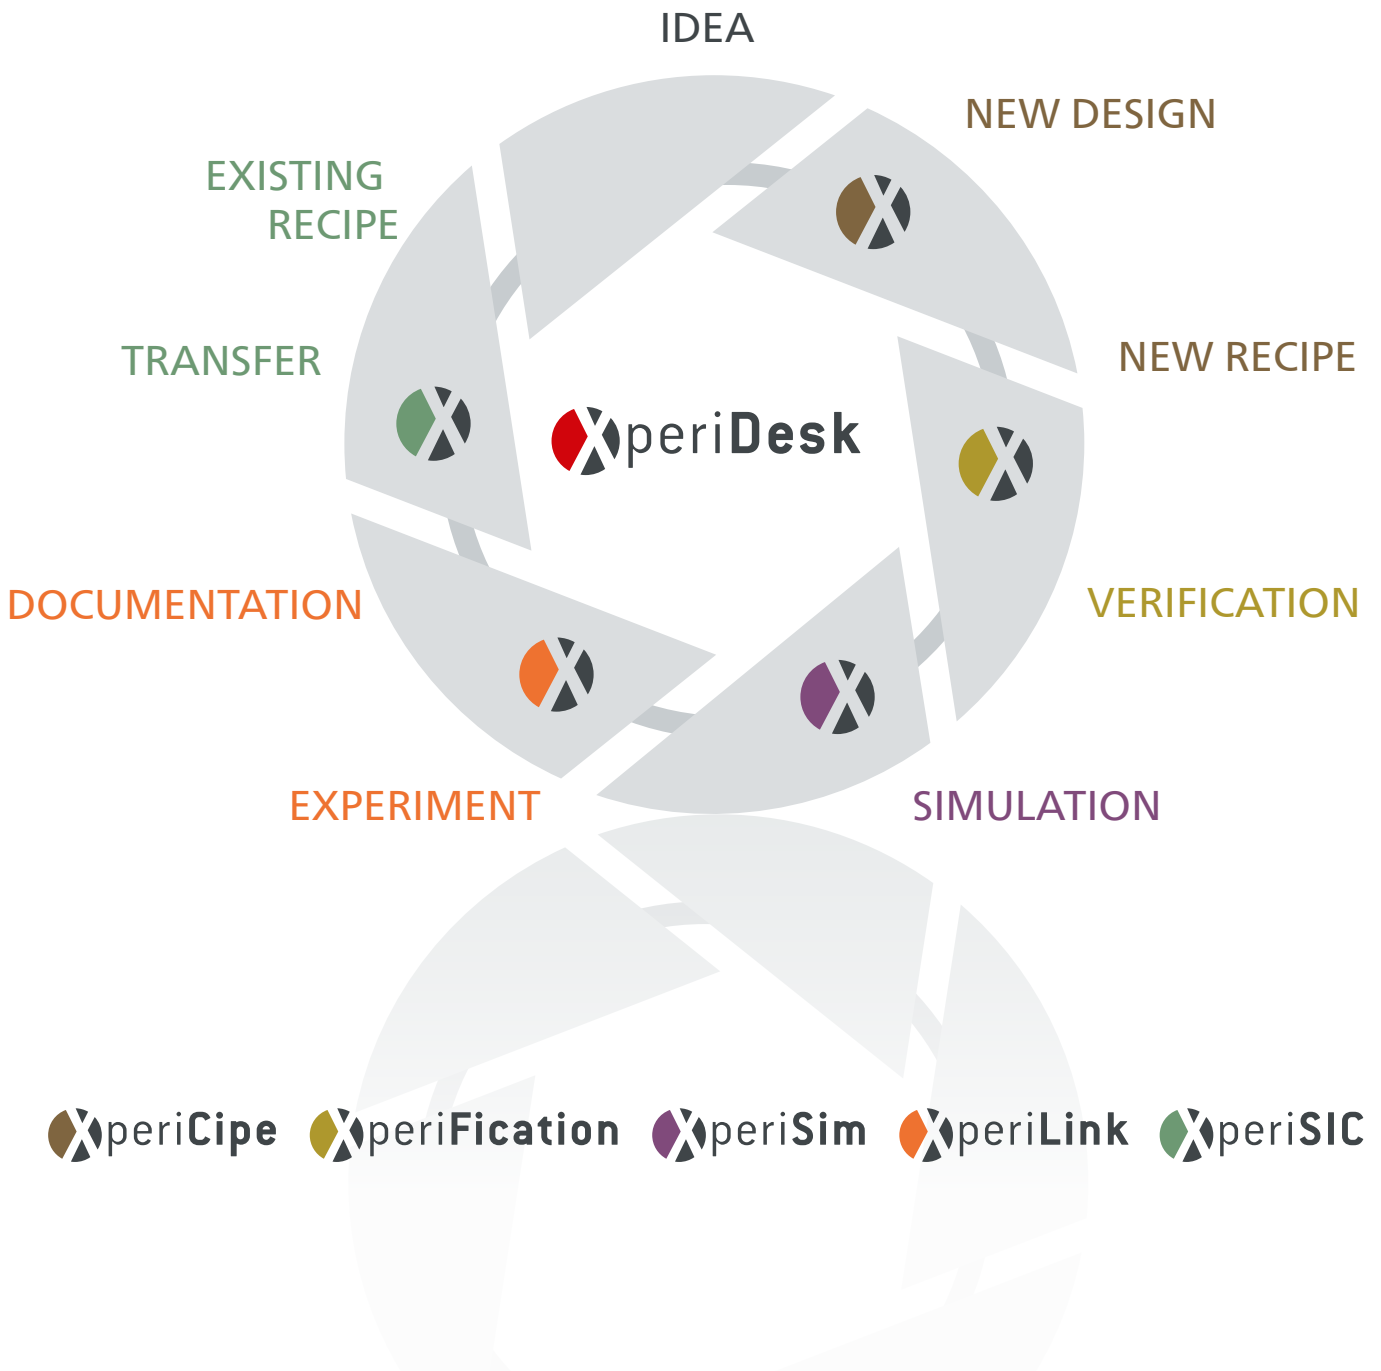 IDEA
NEW DESIGN
EXISTING
RECIPE
NEW RECIPE
TRANSFER
XperiDesk
DOCUMENTATION
VERIFICATION
EXPERIMENT
SIMULATION
XperiCipe
XperiFication
XperiSim
XperiLink
XperiSIC